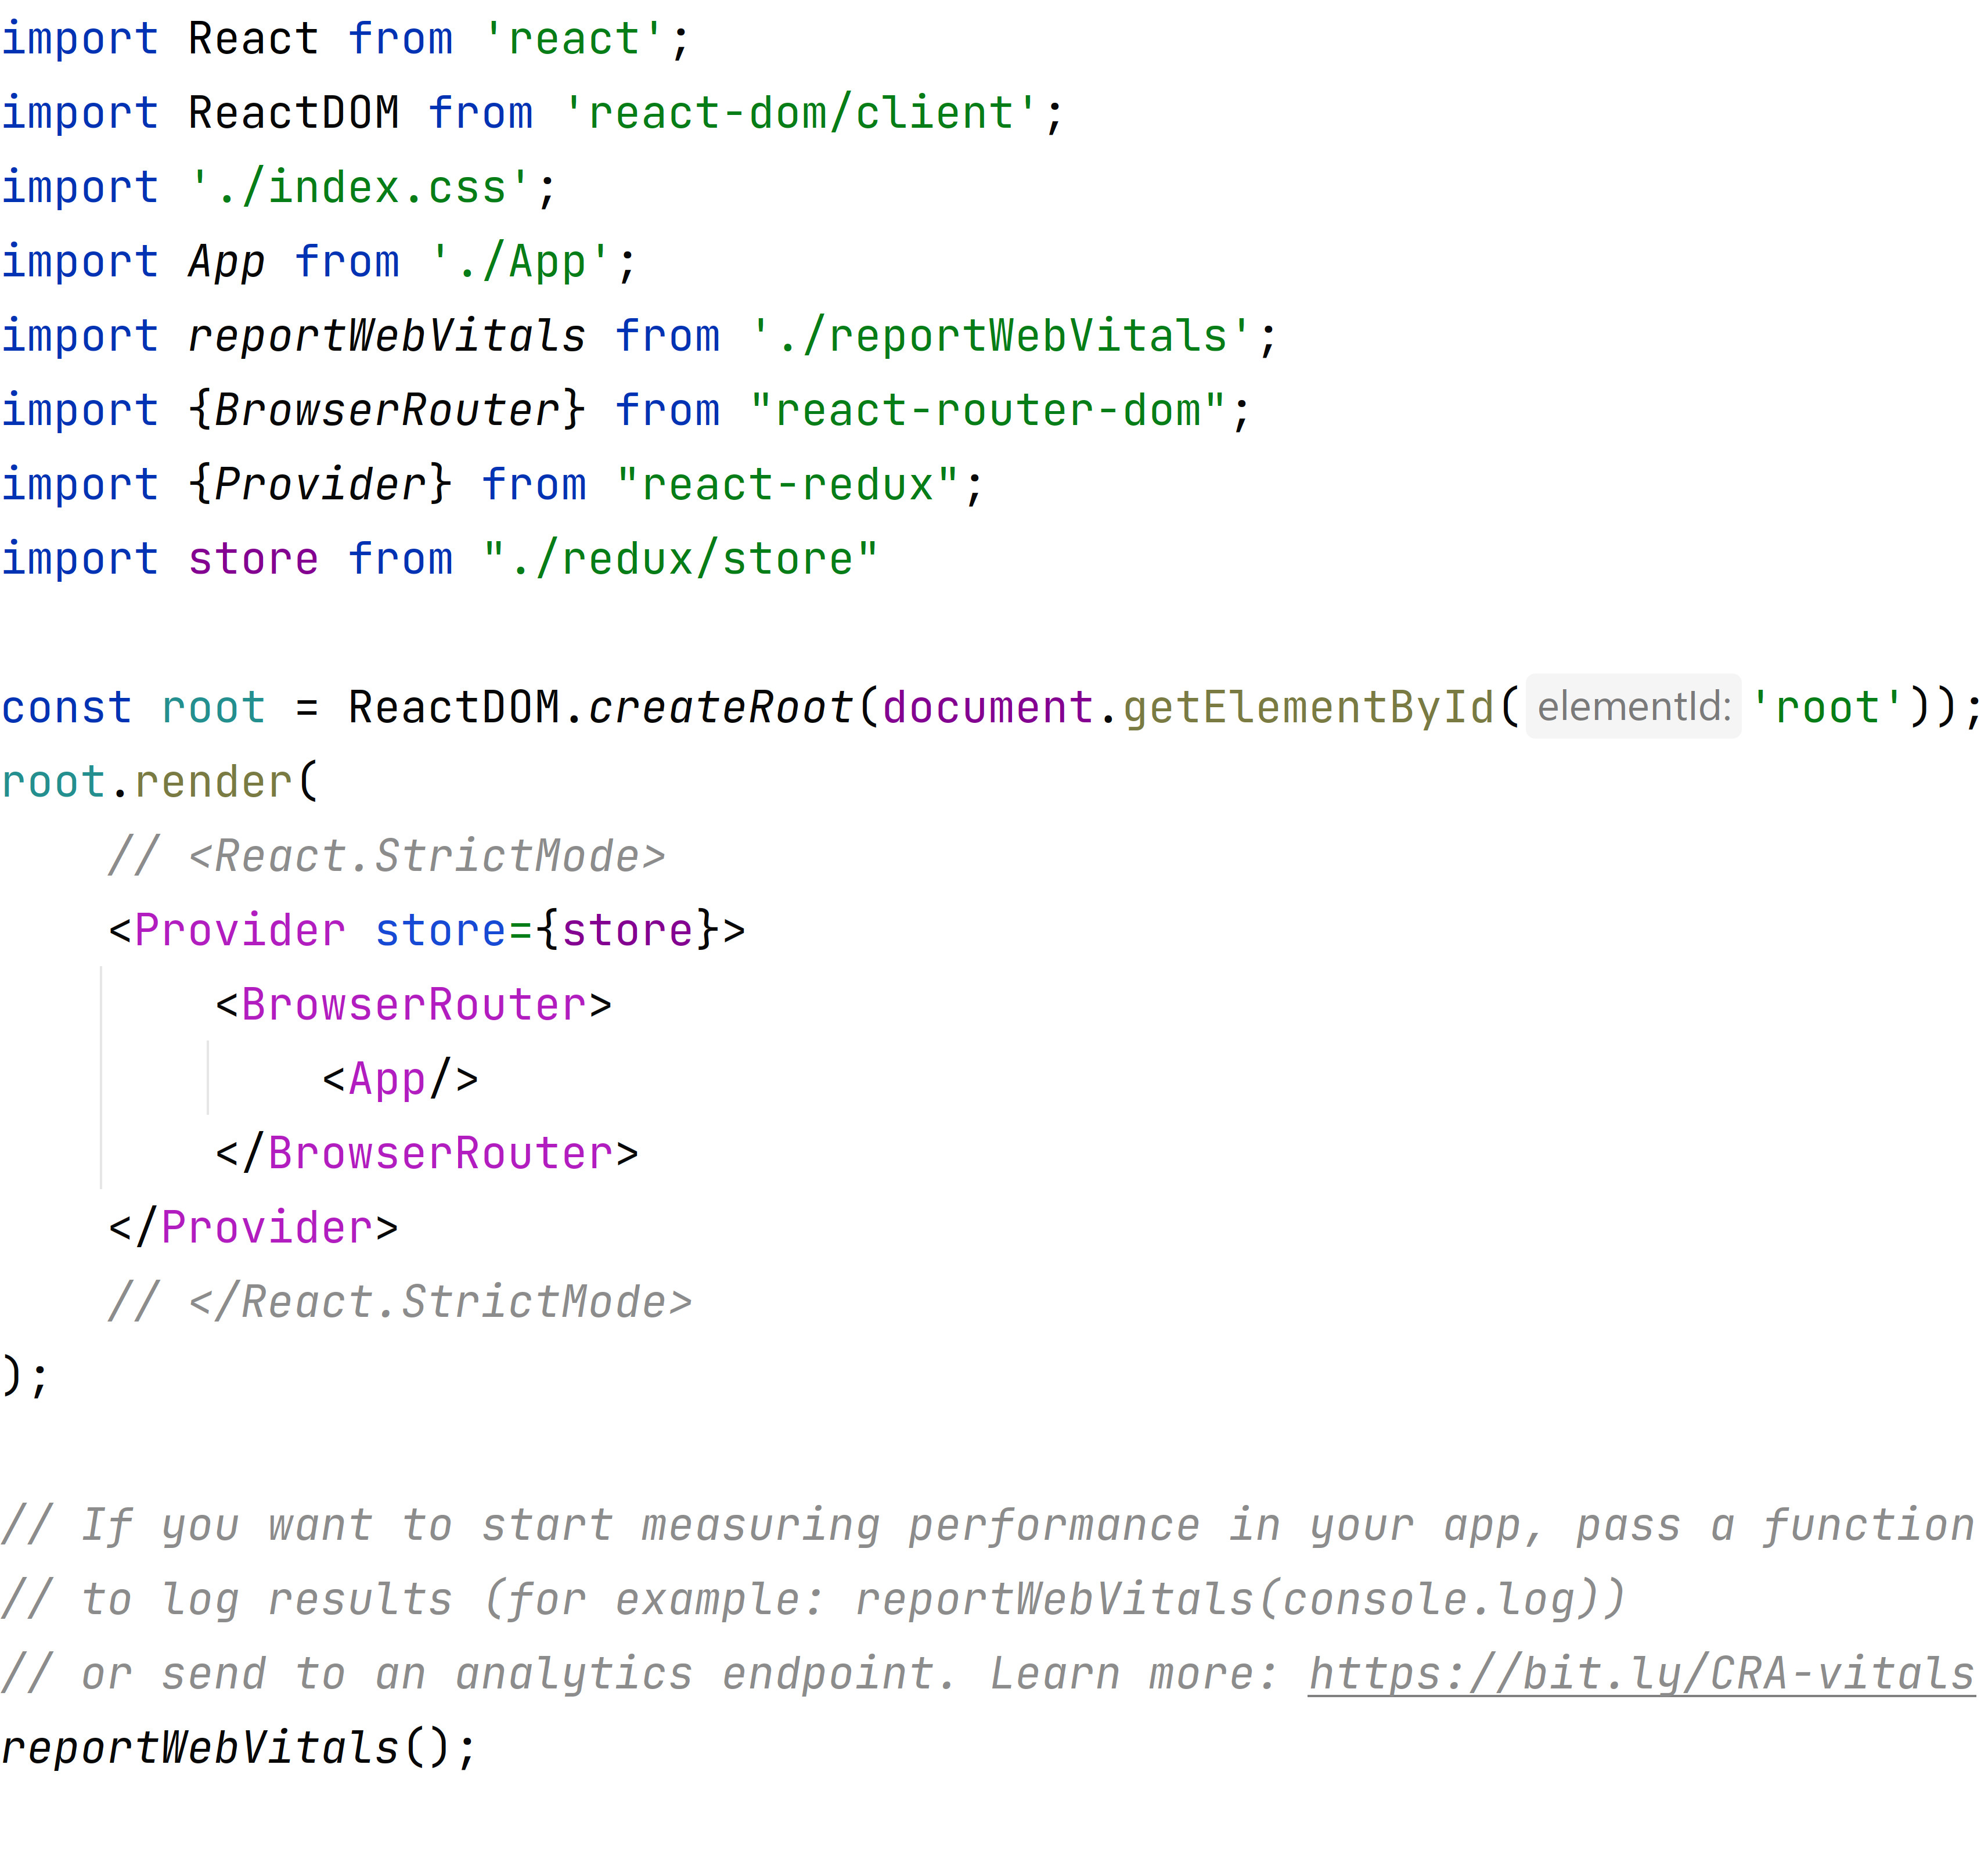 import React from 'react';
import ReactDOM from 'react-dom/client';
import './index.css';
import App from './App';
import reportWebVitals from './reportWebVitals';
import {BrowserRouter} from "react-router-dom";
import {Provider} from "react-redux";
import store from "./redux/store"

const root = ReactDOM.createRoot(document.getElementById( elementId: 'root'));
root.render(
    // <React.StrictMode>
    <Provider store={store}>
        <BrowserRouter>
            <App/>
        </BrowserRouter>
    </Provider>
    // </React.StrictMode>
);

// If you want to start measuring performance in your app, pass a function
// to log results (for example: reportWebVitals(console.log))
// or send to an analytics endpoint. Learn more: https://bit.ly/CRA-vitals
reportWebVitals();